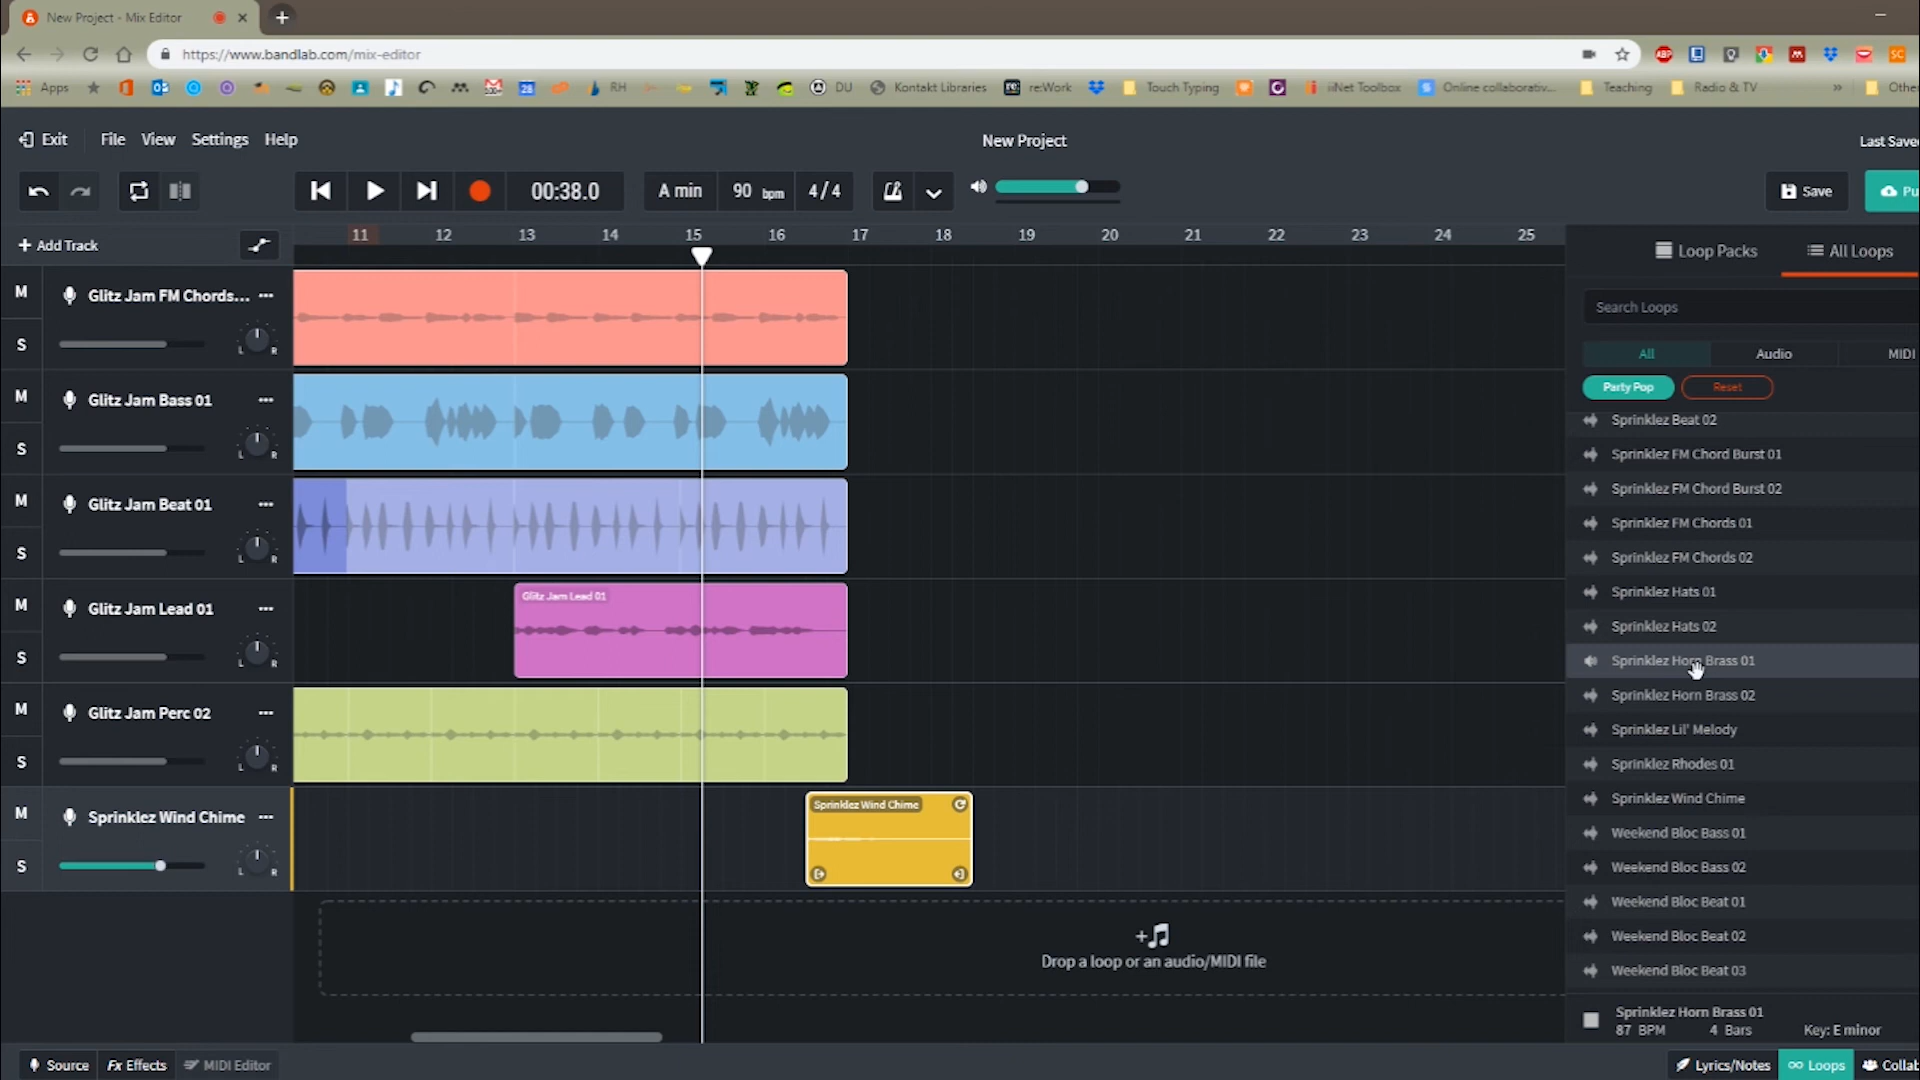 New Project - Mix Editor
https://www.bandlab.com/mix-editor
Apps
28
RH
DU
Kontakt Libraries
re:Work
Touch Typing
iiNet Toolbox
Online collaborativ...
Teaching
Radio & TV
»
Other
Exit File View Settings Help
New Project
Last Save
00:38.0
A min
90 bpm
4/4
Save
Pu
+ Add Track
11 12 13 14 15 16 17 18 19 20 21 22 23 24 25
Loop Packs
All Loops
Search Loops
All Audio MIDI
Party Pop Reset
M Glitz Jam FM Chords... ...
S L R
M Glitz Jam Bass 01 ...
S L R
M Glitz Jam Beat 01 ...
S L R
M Glitz Jam Lead 01 ...
S L R
Glitz Jam Lead 01
M Glitz Jam Perc 02 ...
S L R
M Sprinklez Wind Chime ...
S L R
Sprinklez Wind Chime
Drop a loop or an audio/MIDI file
Sprinklez Beat 02
Sprinklez FM Chord Burst 01
Sprinklez FM Chord Burst 02
Sprinklez FM Chords 01
Sprinklez FM Chords 02
Sprinklez Hats 01
Sprinklez Hats 02
Sprinklez Horn Brass 01
Sprinklez Horn Brass 02
Sprinklez Lil' Melody
Sprinklez Rhodes 01
Sprinklez Wind Chime
Weekend Bloc Bass 01
Weekend Bloc Bass 02
Weekend Bloc Beat 01
Weekend Bloc Beat 02
Weekend Bloc Beat 03
Sprinklez Horn Brass 01
87 BPM 4 Bars Key: E minor
Source Fx Effects MIDI Editor
Lyrics/Notes Loops Collab